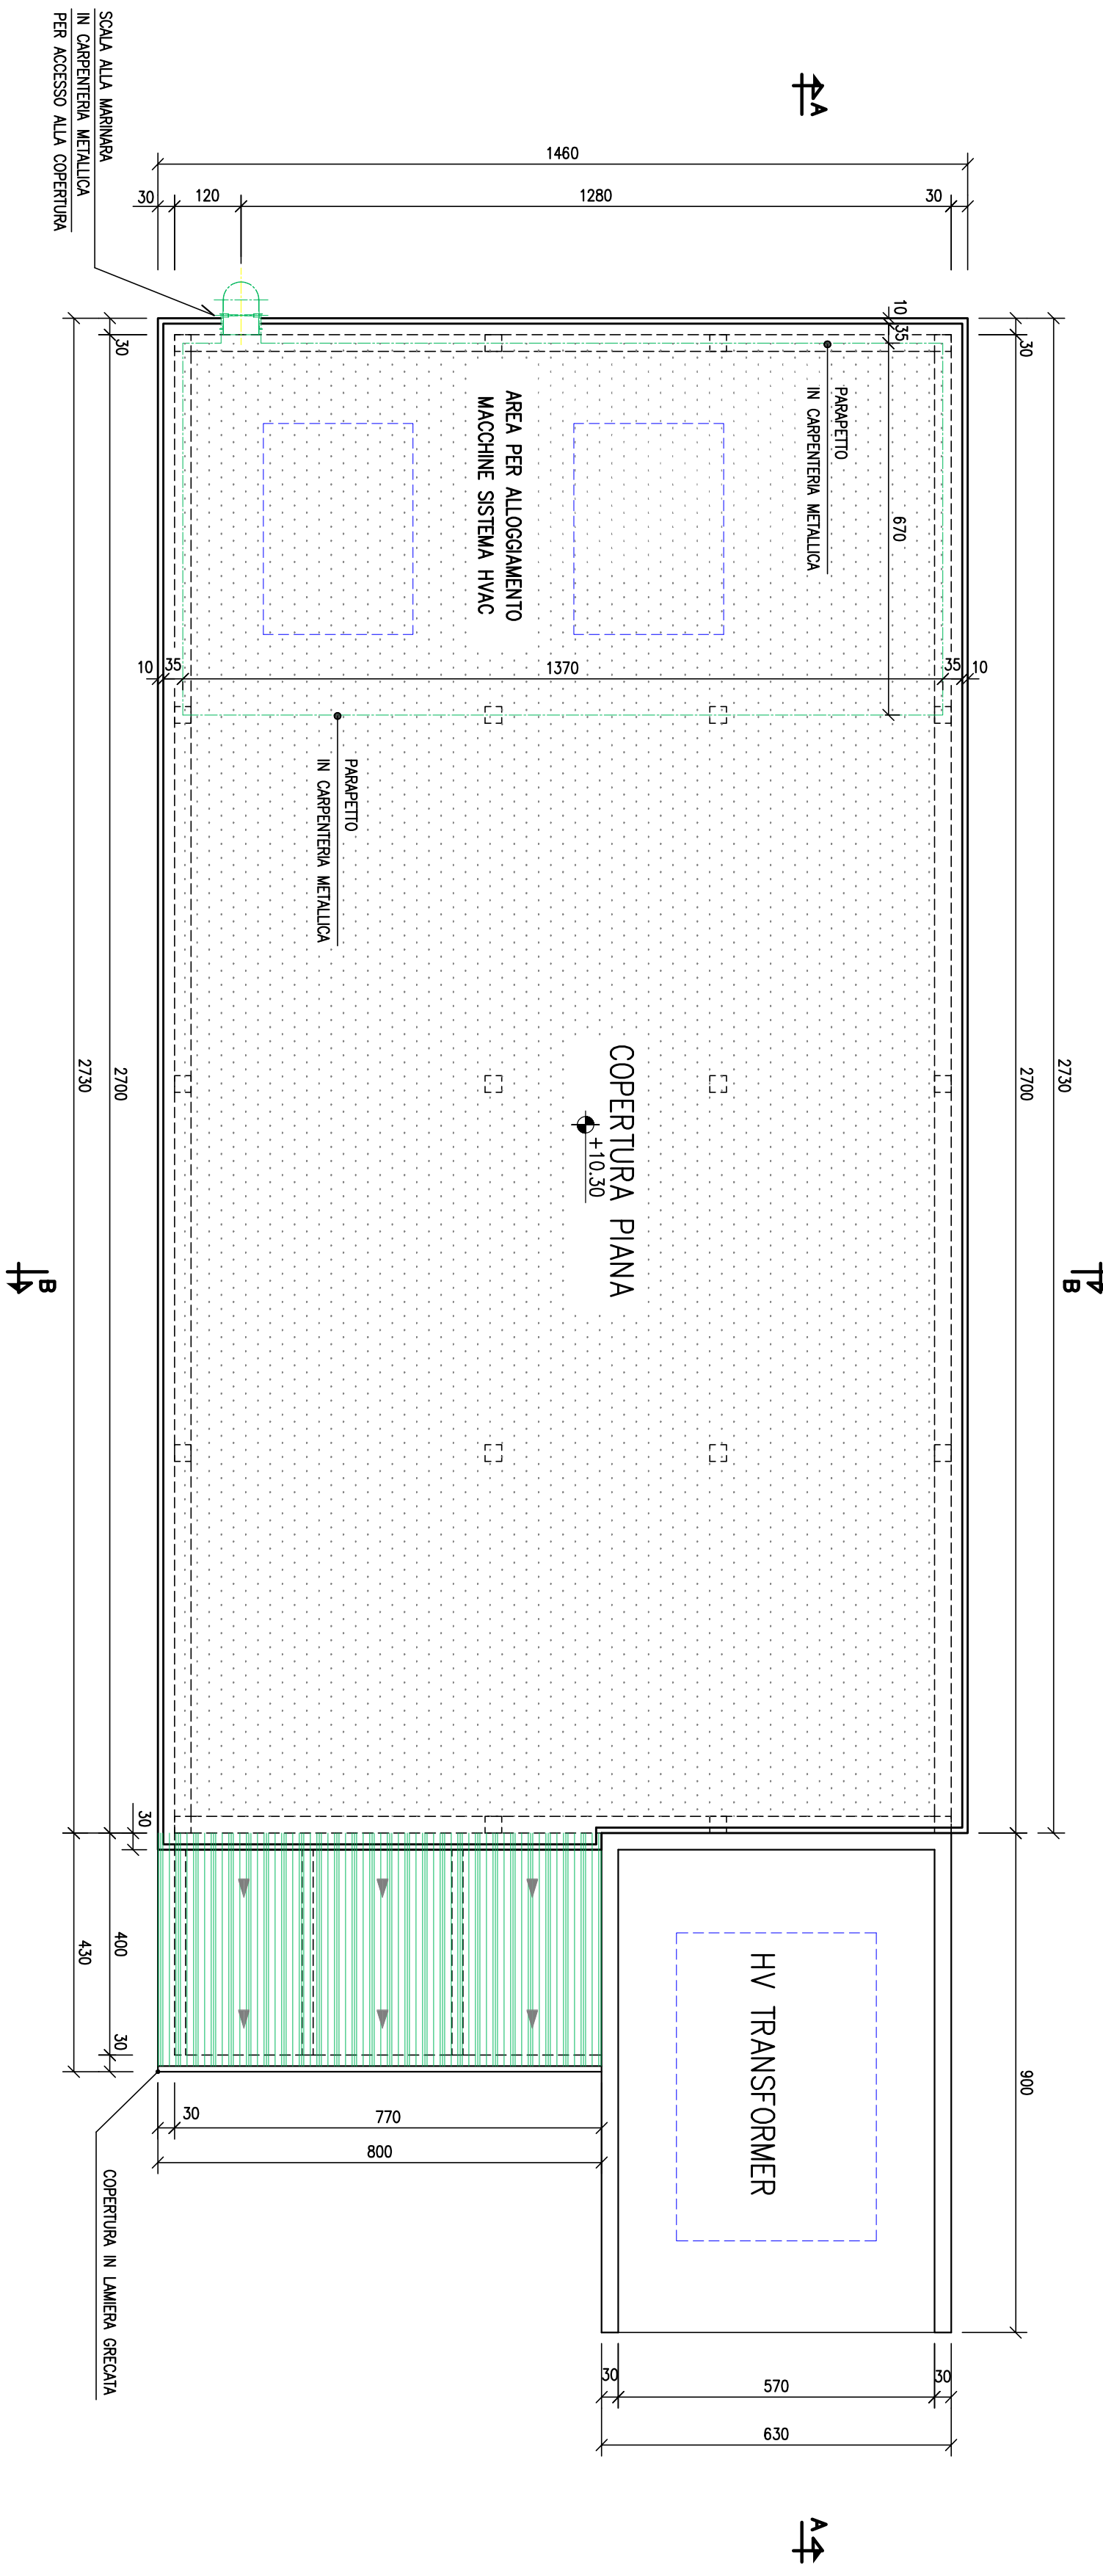 SCALA ALLA MARINARA
IN CARPENTERIA METALLICA
PER ACCESSO ALLA COPERTURA
A
1460
30
120
1280
30
10
35
30
30
PARAPETTO
IN CARPENTERIA METALLICA
670
AREA PER ALLOGGIAMENTO
MACCHINE SISTEMA HVAC
10
35
1370
35
10
PARAPETTO
IN CARPENTERIA METALLICA
COPERTURA PIANA
+10.30
2730
2700
2700
2730
B
B
30
400
430
30
HV TRANSFORMER
900
30
770
800
COPERTURA IN LAMIERA GRECATA
30
570
30
630
A